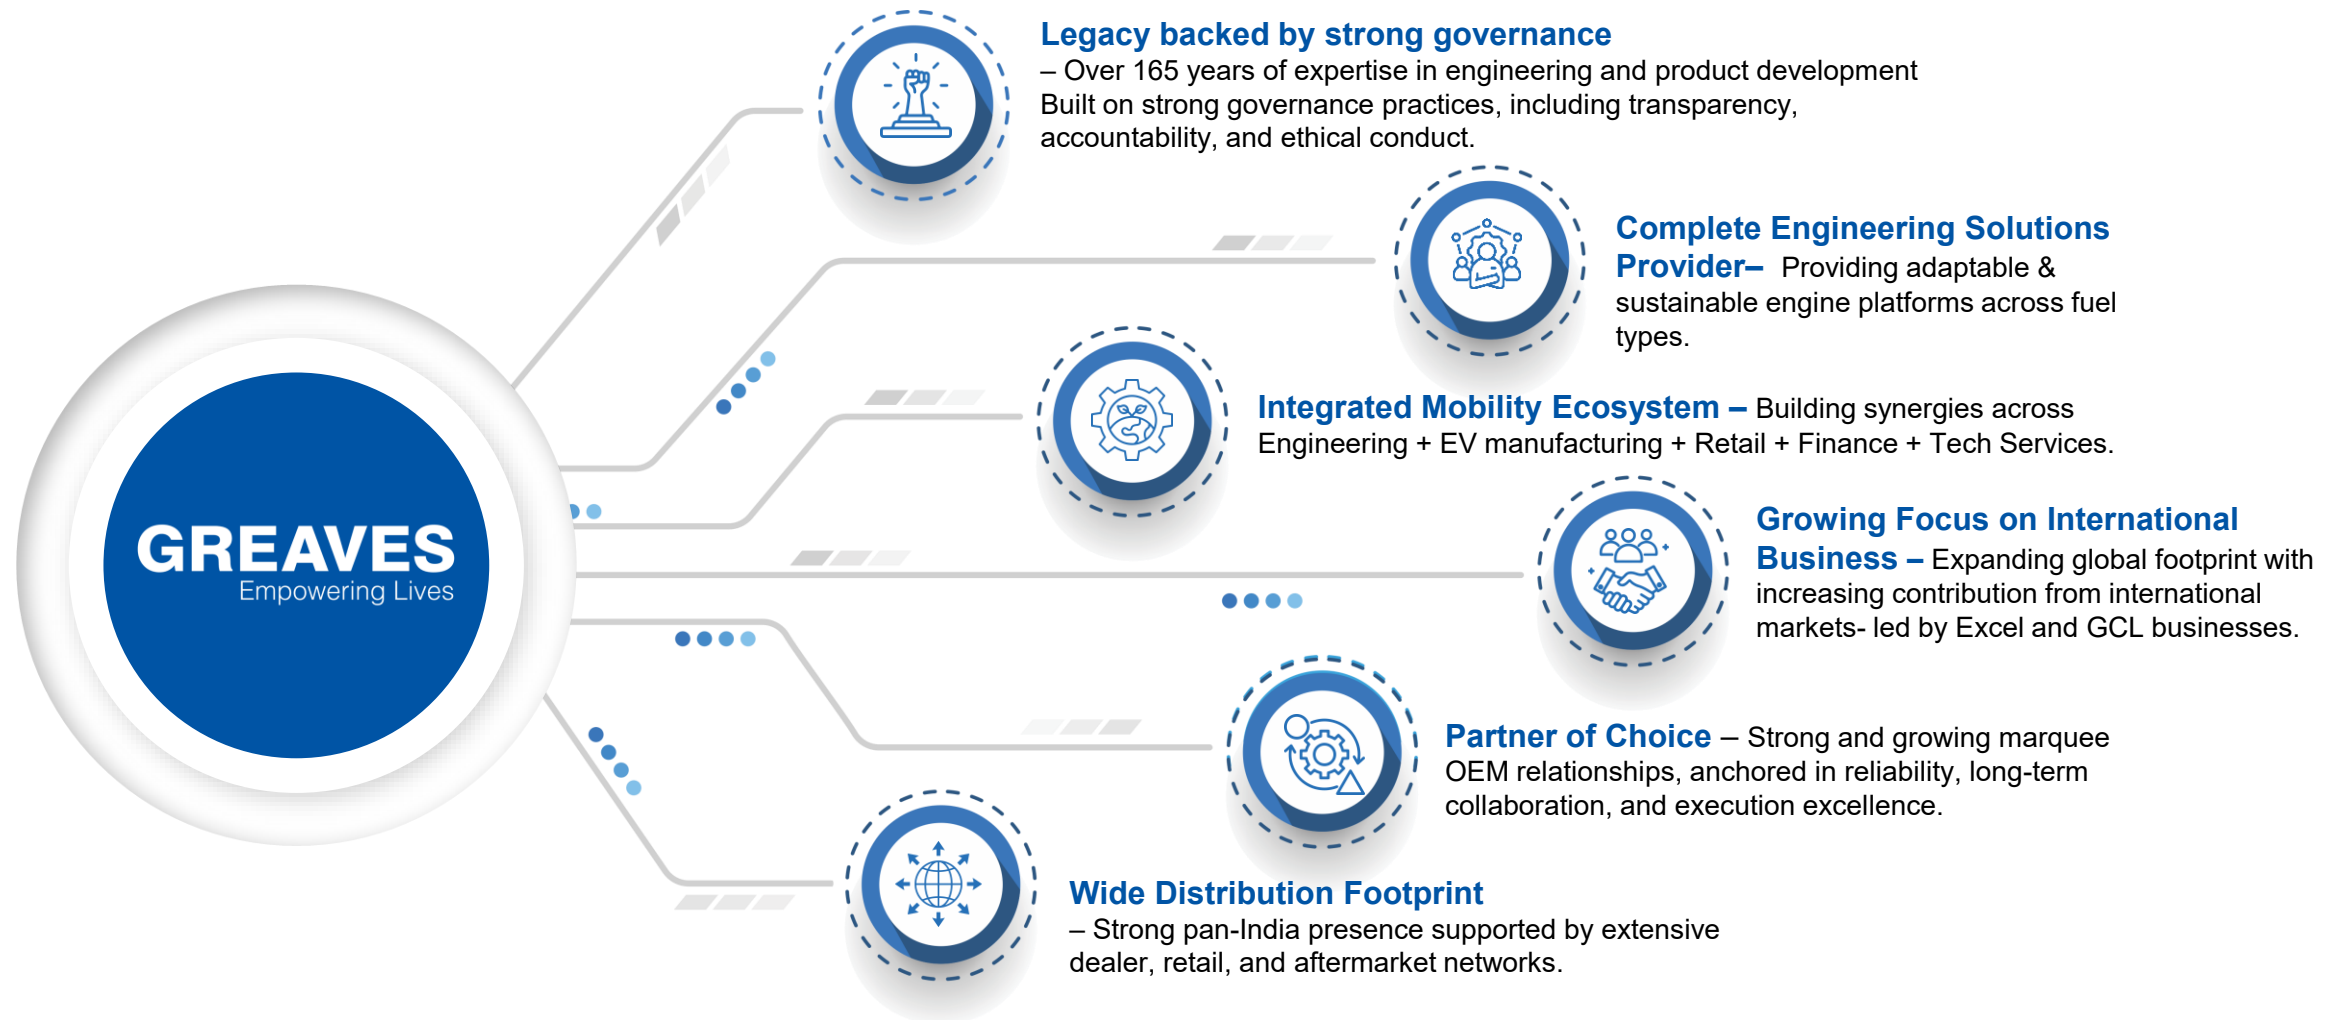 Legacy backed by strong governance
– Over 165 years of expertise in engineering and product development
Built on strong governance practices, including transparency,
accountability, and ethical conduct.
Complete Engineering Solutions
Provider– Providing adaptable &
sustainable engine platforms across fuel
types.
Integrated Mobility Ecosystem – Building synergies across
Engineering + EV manufacturing + Retail + Finance + Tech Services.
GREAVES
Empowering Lives
Growing Focus on International
Business – Expanding global footprint with
increasing contribution from international
markets- led by Excel and GCL businesses.
Partner of Choice – Strong and growing marquee
OEM relationships, anchored in reliability, long-term
collaboration, and execution excellence.
Wide Distribution Footprint
– Strong pan-India presence supported by extensive
dealer, retail, and aftermarket networks.